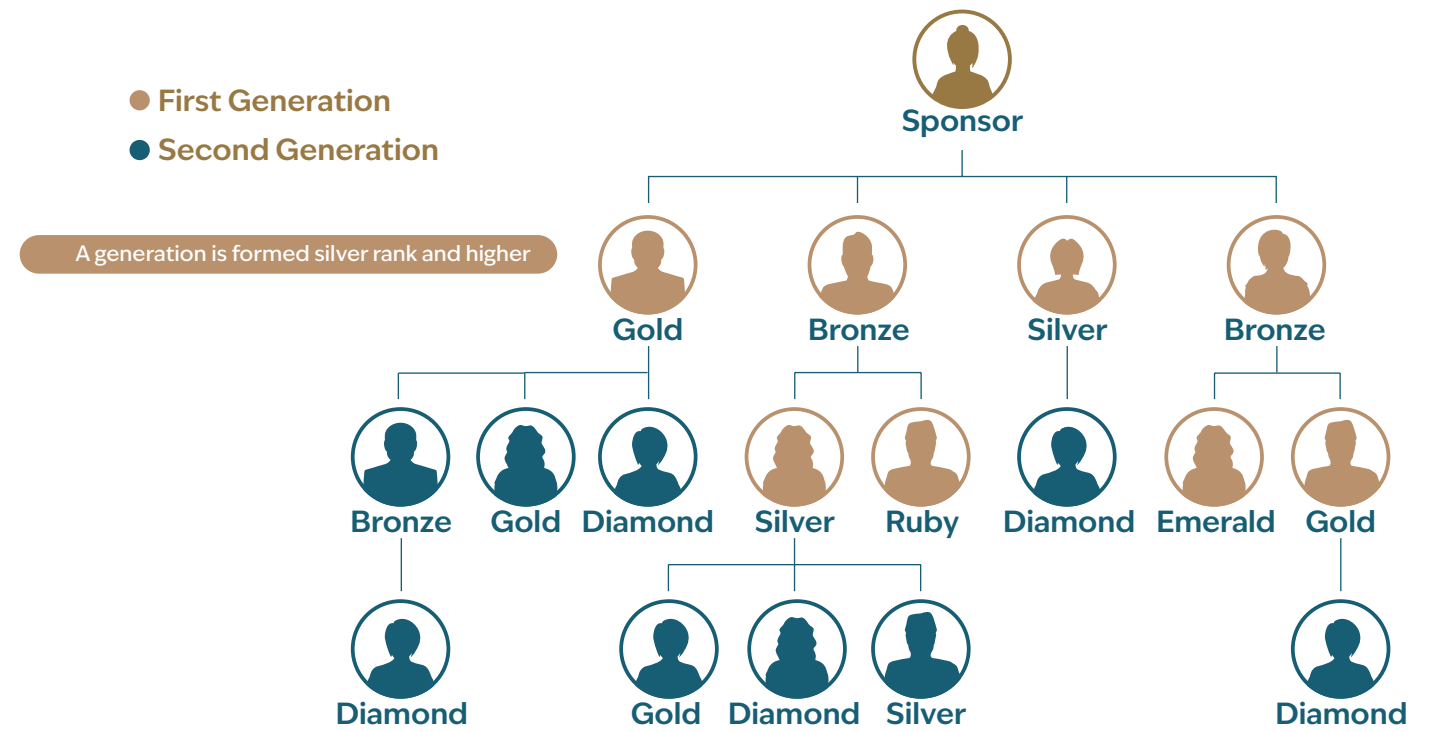 Sponsor
First Generation
Second Generation
A generation is formed silver rank and higher
Gold
Bronze
Silver
Bronze
Bronze
Gold
Diamond
Silver
Ruby
Diamond
Emerald
Gold
Diamond
Gold
Diamond
Silver
Diamond